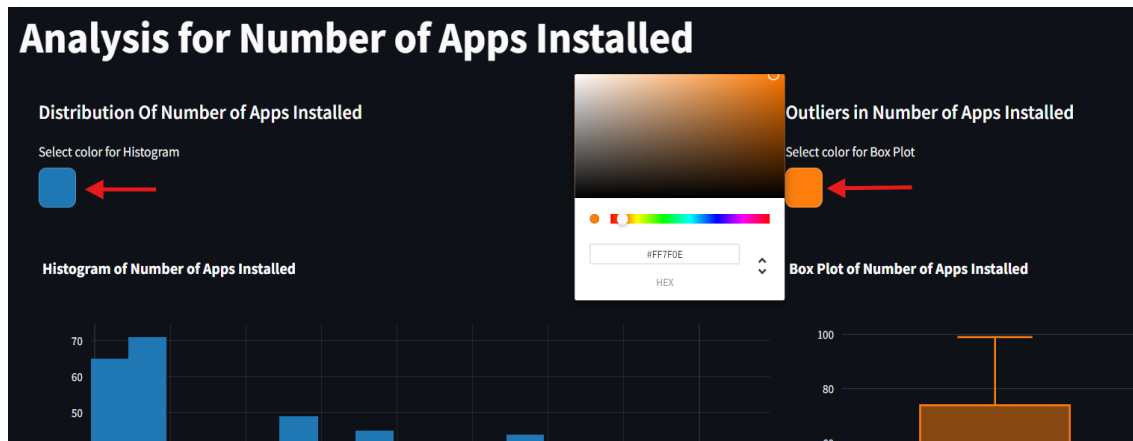 Analysis for Number of Apps Installed
Distribution Of Number of Apps Installed
Select color for Histogram
Histogram of Number of Apps Installed
70
60
50
#FF7F0E
HEX
Outliers in Number of Apps Installed
Select color for Box Plot
Box Plot of Number of Apps Installed
100
80